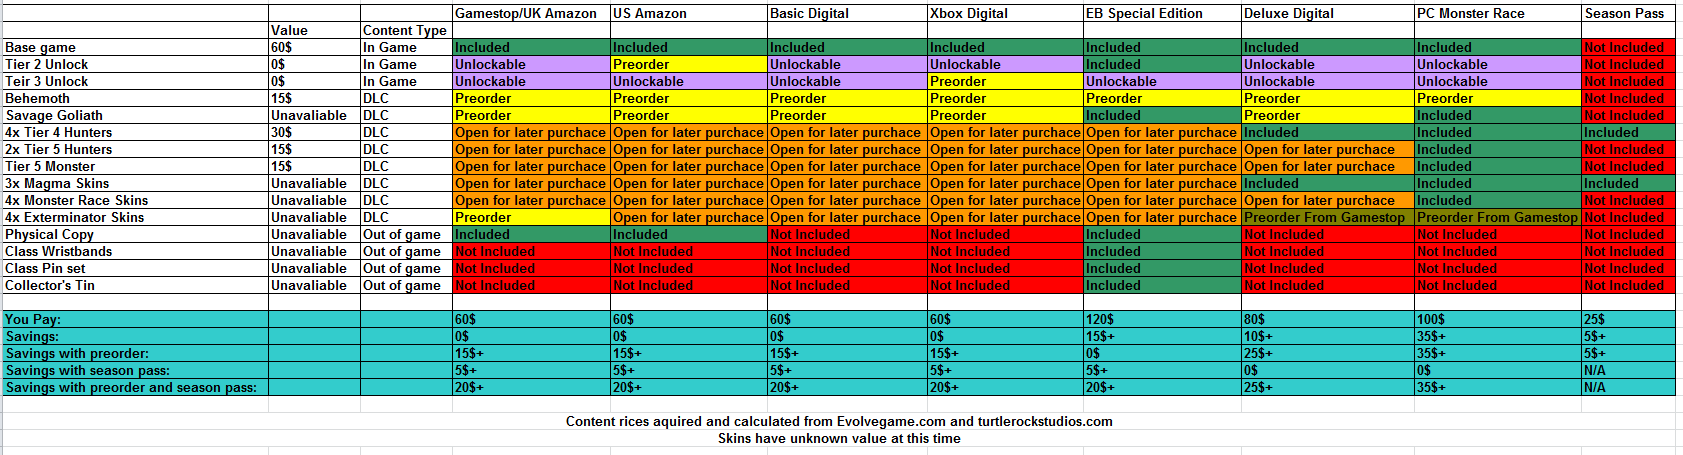 Gamestop/UK Amazon US Amazon Basic Digital Xbox Digital EB Special Edition Deluxe Digital PC Monster Race Season Pass
Value Content Type
Base game 60$ In Game Included Included Included Included Included Included Included Not Included
Tier 2 Unlock 0$ In Game Unlockable Preorder Unlockable Unlockable Included Unlockable Unlockable Not Included
Teir 3 Unlock 0$ In Game Unlockable Unlockable Unlockable Preorder Unlockable Unlockable Unlockable Not Included
Behemoth 15$ DLC Preorder Preorder Preorder Preorder Preorder Preorder Preorder Not Included
Savage Goliath Unavaliable DLC Preorder Preorder Preorder Preorder Included Preorder Included Not Included
4x Tier 4 Hunters 30$ DLC Open for later purchace Open for later purchace Open for later purchace Open for later purchace Open for later purchace Included Included Included
2x Tier 5 Hunters 15$ DLC Open for later purchace Open for later purchace Open for later purchace Open for later purchace Open for later purchace Open for later purchace Included Not Included
Tier 5 Monster 15$ DLC Open for later purchace Open for later purchace Open for later purchace Open for later purchace Open for later purchace Open for later purchace Included Not Included
3x Magma Skins Unavaliable DLC Open for later purchace Open for later purchace Open for later purchace Open for later purchace Open for later purchace Included Included Included
4x Monster Race Skins Unavaliable DLC Open for later purchace Open for later purchace Open for later purchace Open for later purchace Open for later purchace Open for later purchace Included Not Included
4x Exterminator Skins Unavaliable DLC Preorder Open for later purchace Open for later purchace Open for later purchace Open for later purchace Preorder From Gamestop Preorder From Gamestop Not Included
Physical Copy Unavaliable Out of game Included Included Not Included Not Included Included Not Included Not Included Not Included
Class Wristbands Unavaliable Out of game Not Included Not Included Not Included Not Included Included Not Included Not Included Not Included
Class Pin set Unavaliable Out of game Not Included Not Included Not Included Not Included Included Not Included Not Included Not Included
Collector's Tin Unavaliable Out of game Not Included Not Included Not Included Not Included Included Not Included Not Included Not Included
You Pay: 60$ 60$ 60$ 60$ 120$ 80$ 100$ 25$
Savings: 0$ 0$ 0$ 0$ 15$+ 10$+ 35$+ 5$+
Savings with preorder: 15$+ 15$+ 15$+ 15$+ 0$ 25$+ 35$+ 5$+
Savings with season pass: 5$+ 5$+ 5$+ 5$+ 5$+ 0$ 0$ N/A
Savings with preorder and season pass: 20$+ 20$+ 20$+ 20$+ 20$+ 25$+ 35$+ N/A
Content rices aquired and calculated from Evolvegame.com and turtlerockstudios.com
Skins have unknown value at this time